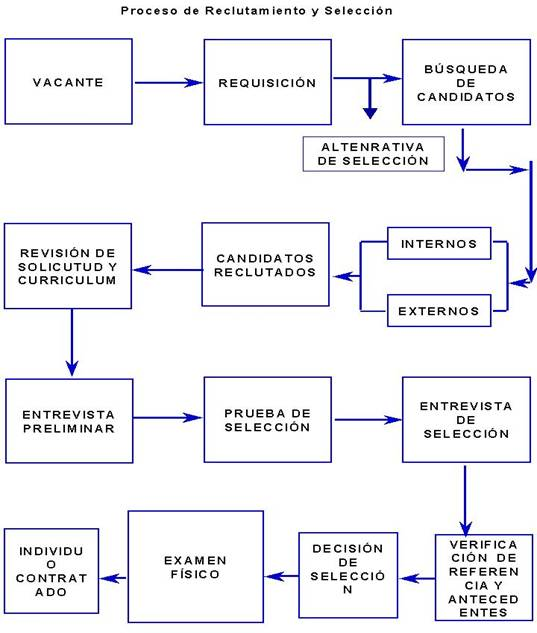 Proceso de Reclutamiento y Selección
VACANTE
REQUISICIÓN
BÚSQUEDA
DE
CANDIDATOS
ALTENRATIVA
DE SELECCIÓN
INTERNOS
EXTERNOS
CANDIDATOS
RECLUTADOS
REVISIÓN DE
SOLICUTUD Y
CURRICULUM
ENTREVISTA
PRELIMINAR
PRUEBA DE
SELECCIÓN
ENTREVISTA
DE
SELECCIÓN
VERIFICA
CIÓN DE
REFEREN
CIA Y
ANTECED
ENTES
DECISIÓN
DE
SELECCIÓ
N
EXAMEN
FÍSICO
INDIVIDU
O
CONTRAT
ADO